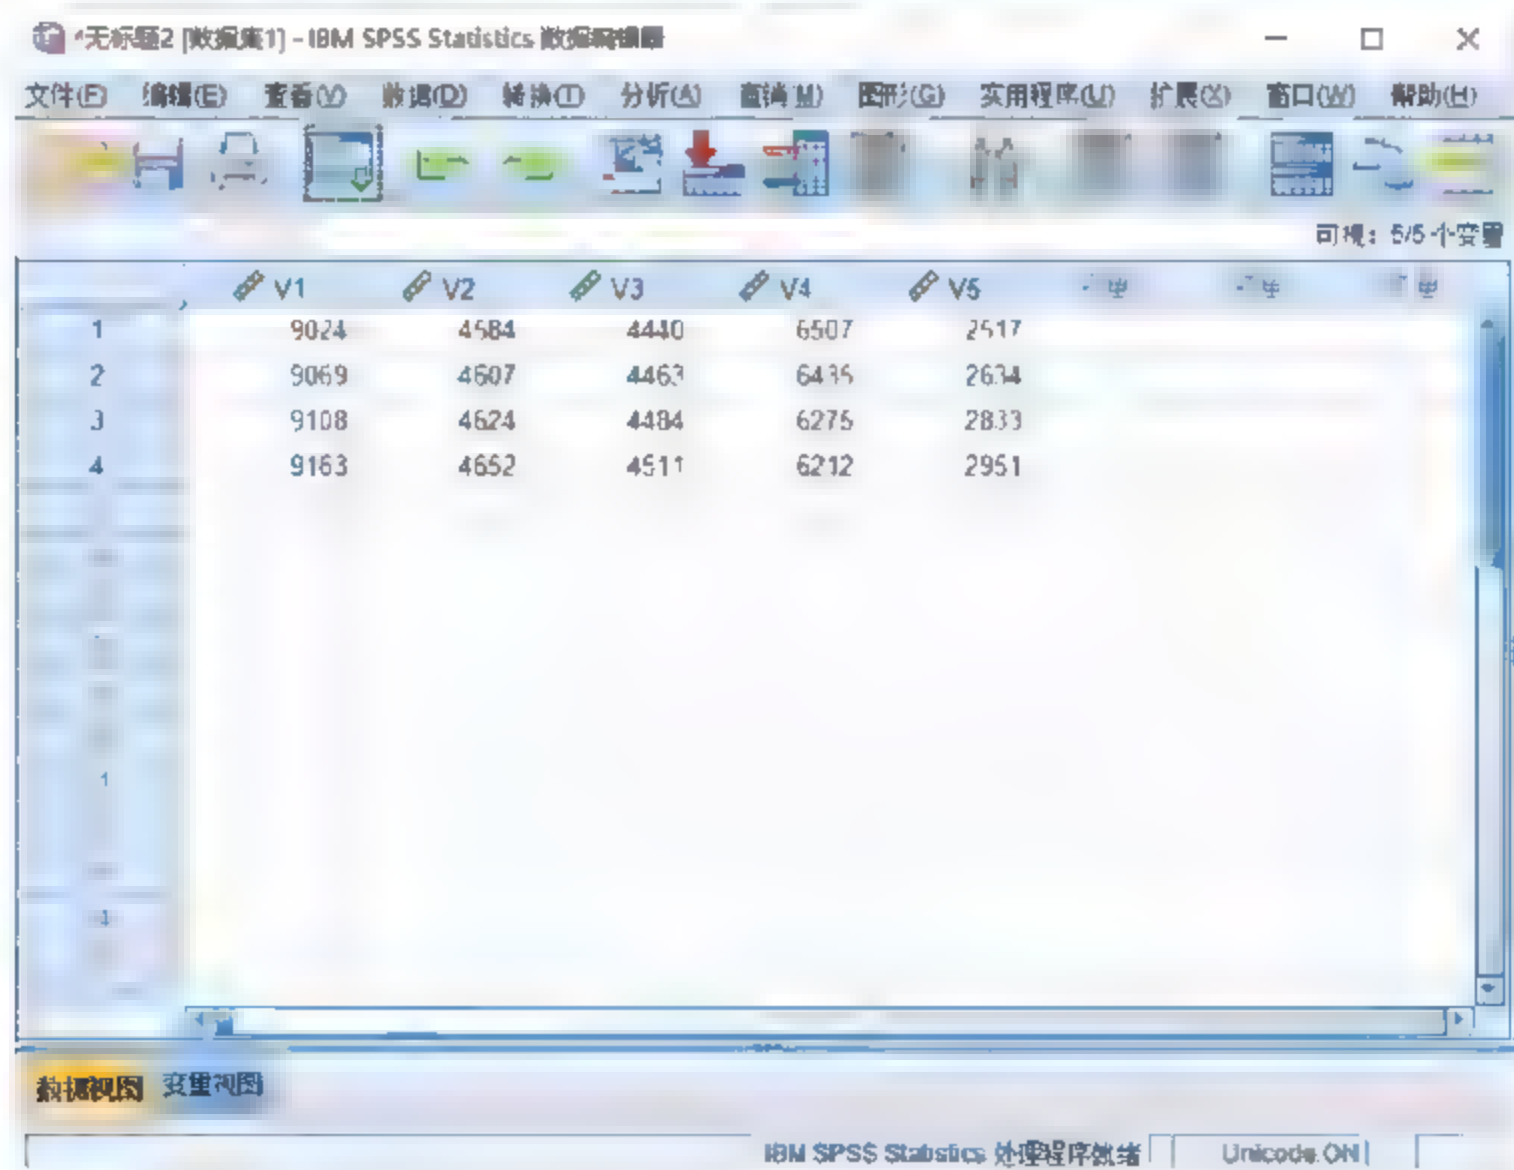 *无标题2 [数据集1] - IBM SPSS Statistics 数据编辑器
文件(F) 编辑(E) 查看(V) 数据(D) 转换(T) 分析(A) 直销(M) 图形(G) 实用程序(U) 扩展(X) 窗口(W) 帮助(H)
可视: 5/5 个变量
V1 V2 V3 V4 V5
1 9024 4584 4440 6507 2517
2 9069 4607 4463 6435 2634
3 9108 4624 4484 6275 2833
4 9163 4652 4511 6212 2951
数据视图 变量视图
IBM SPSS Statistics 处理程序就绪 Unicode:ON